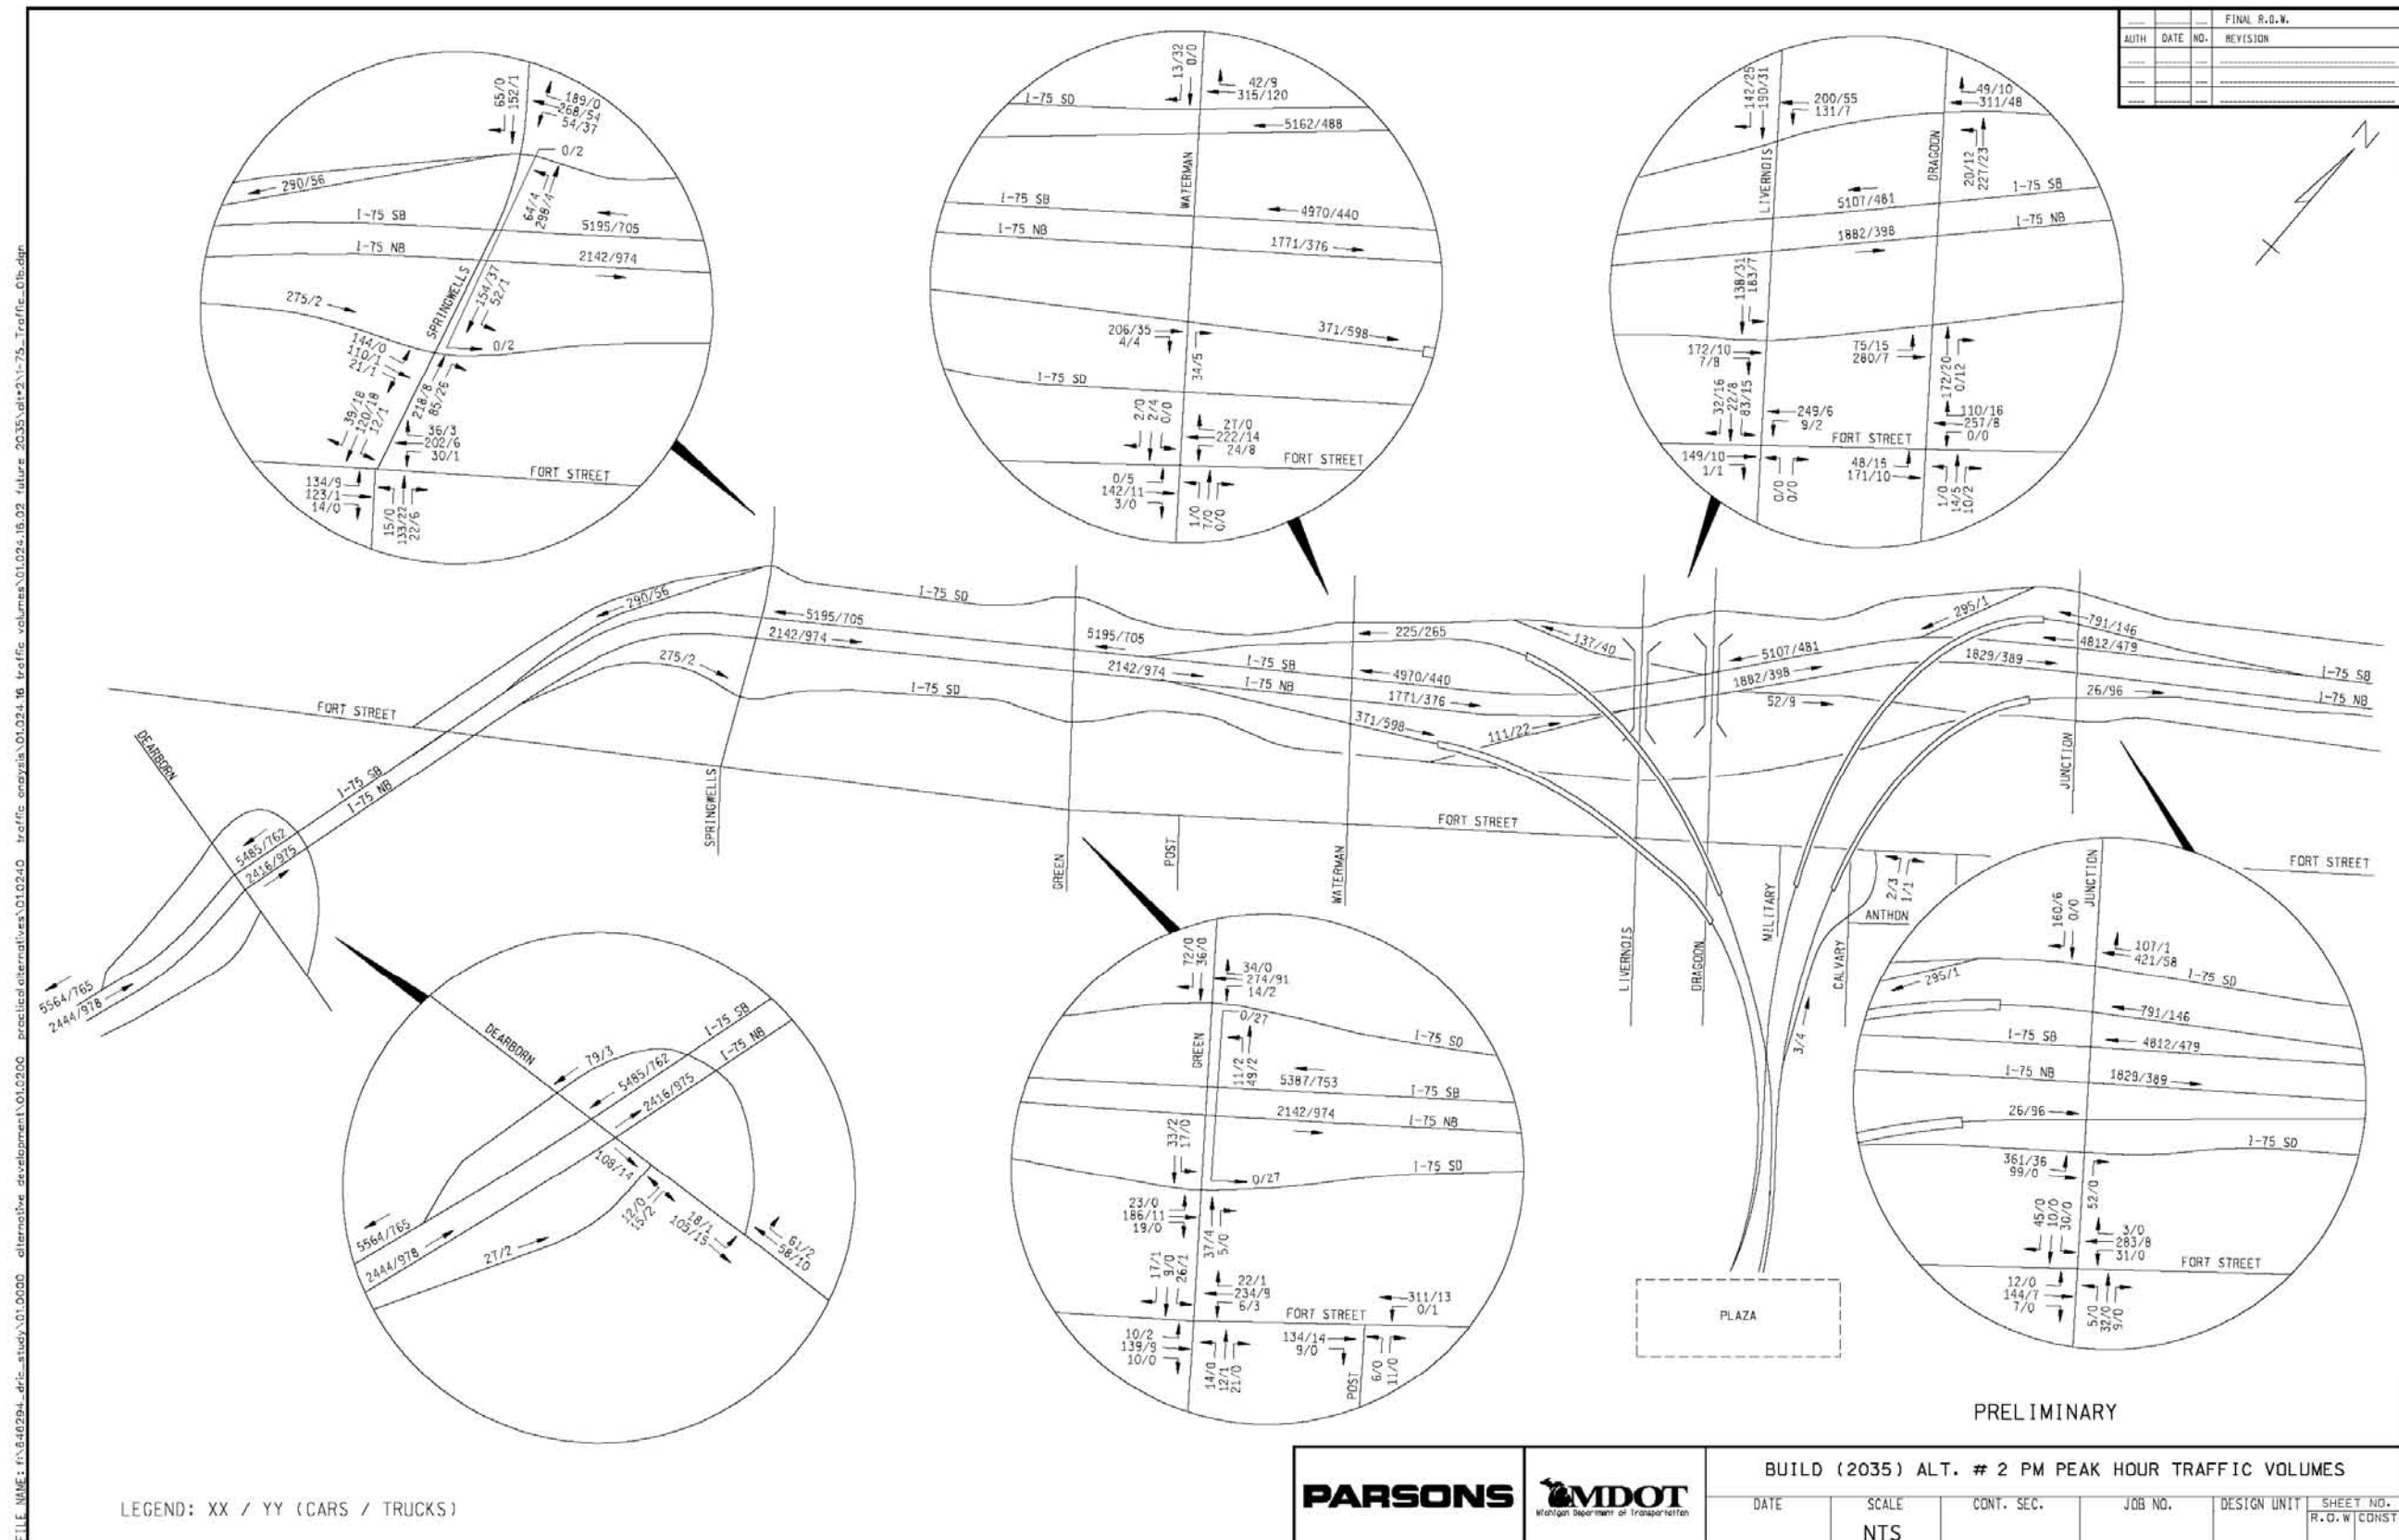 FINAL R.O.W.
AUTH DATE NO. REVISION
65/0
152/1
189/0
268/54
54/37
0/2
290/56
64/4
298/4
I-75 SB
5195/705
I-75 NB
2142/974
SPRINGWELLS
154/37
52/1
275/2
0/2
144/0
110/1
21/1
218/8
85/26
39/18
120/18
12/1
36/3
202/6
30/1
FORT STREET
134/9
123/1
14/0
15/0
133/22
22/6
13/32
0/0
42/9
315/120
I-75 SD
5162/488
WATERMAN
I-75 SB
4970/440
I-75 NB
1771/376
371/598
206/35
4/4
34/5
I-75 SD
2/0
2/4
0/0
27/0
222/14
24/8
FORT STREET
0/5
142/11
3/0
1/0
7/0
0/0
142/25
190/31
200/55
131/7
49/10
311/48
LIVERNOIS
DRAGOON
20/12
227/23
I-75 SB
5107/481
I-75 NB
1882/398
138/31
183/7
172/10
7/8
75/15
280/7
172/20
0/12
32/16
22/8
83/15
249/6
9/2
110/16
257/8
0/0
FORT STREET
149/10
1/1
0/0
0/0
48/15
171/10
1/0
14/5
10/2
N
290/56
I-75 SD
5195/705
2142/974
275/2
I-75 SD
5195/705
2142/974
225/265
137/40
I-75 SB
4970/440
I-75 NB
1771/376
371/598
111/22
5107/481
1882/398
52/9
295/1
791/146
4812/479
1829/389
26/96
I-75 SB
I-75 NB
FORT STREET
DEARBORN
I-75 SB
I-75 NB
5485/762
2416/975
5564/765
2444/978
SPRINGWELLS
GREEN
POST
WATERMAN
FORT STREET
LIVERNOIS
DRAGOON
MILITARY
CALVARY
ANTHON
2/3
1/1
3/4
JUNCTION
FORT STREET
PLAZA
DEARBORN
I-75 SB
I-75 NB
79/3
5485/762
2416/975
108/14
12/0
15/2
18/1
105/15
61/2
58/10
5564/765
2444/978
27/2
72/0
36/0
34/0
274/91
14/2
0/27
GREEN
I-75 SD
11/2
49/2
5387/753
I-75 SB
2142/974
I-75 NB
33/2
17/0
I-75 SD
0/27
23/0
186/11
19/0
37/4
5/0
17/1
9/0
26/1
22/1
234/9
6/3
311/13
0/1
FORT STREET
10/2
139/9
10/0
14/0
12/1
21/0
134/14
9/0
POST
6/0
11/0
JUNCTION
160/6
0/0
107/1
421/58
I-75 SD
295/1
791/146
I-75 SB
4812/479
I-75 NB
1829/389
26/96
I-75 SD
361/36
99/0
52/0
45/0
10/0
30/0
3/0
283/8
31/0
FORT STREET
12/0
144/7
7/0
5/0
32/0
9/0
PRELIMINARY
LEGEND: XX / YY (CARS / TRUCKS)
PARSONS
MDOT
Michigan Department of Transportation
BUILD (2035) ALT. # 2 PM PEAK HOUR TRAFFIC VOLUMES
DATE SCALE CONT. SEC. JOB NO. DESIGN UNIT SHEET NO.
NTS
R.O.W CONST